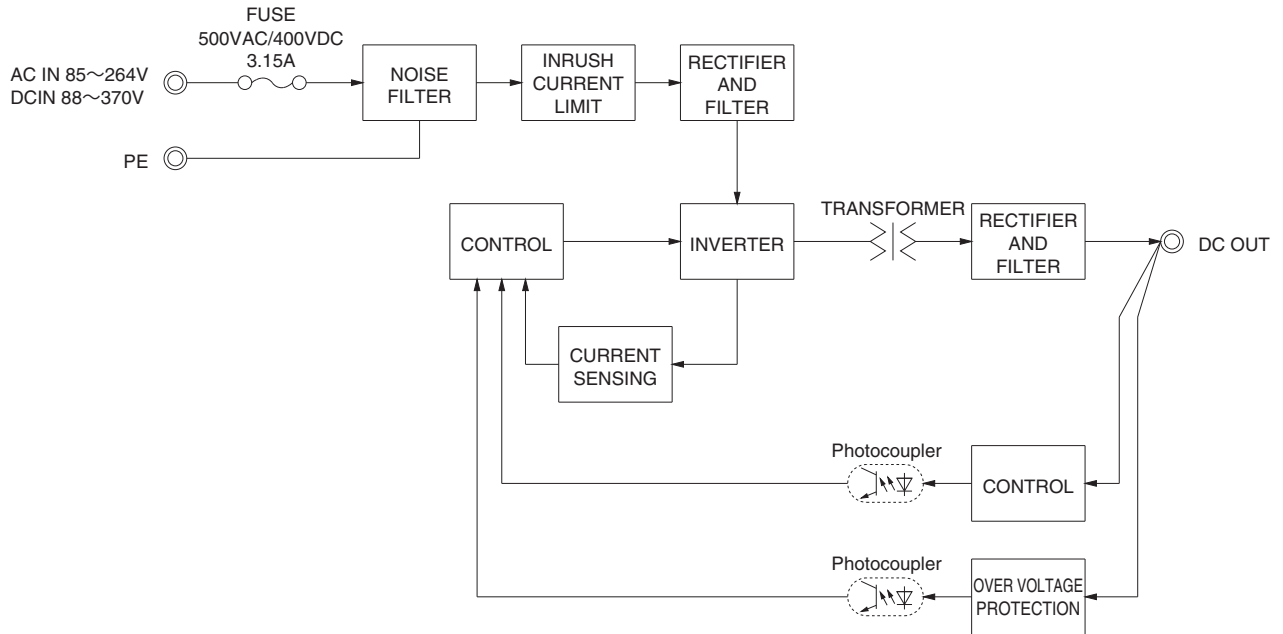 FUSE
500VAC/400VDC
3.15A
AC IN 85～264V
DCIN 88～370V
NOISE
FILTER
INRUSH
CURRENT
LIMIT
RECTIFIER
AND
FILTER
PE
CONTROL
INVERTER
TRANSFORMER
RECTIFIER
AND
FILTER
DC OUT
CURRENT
SENSING
Photocoupler
CONTROL
Photocoupler
OVER VOLTAGE
PROTECTION